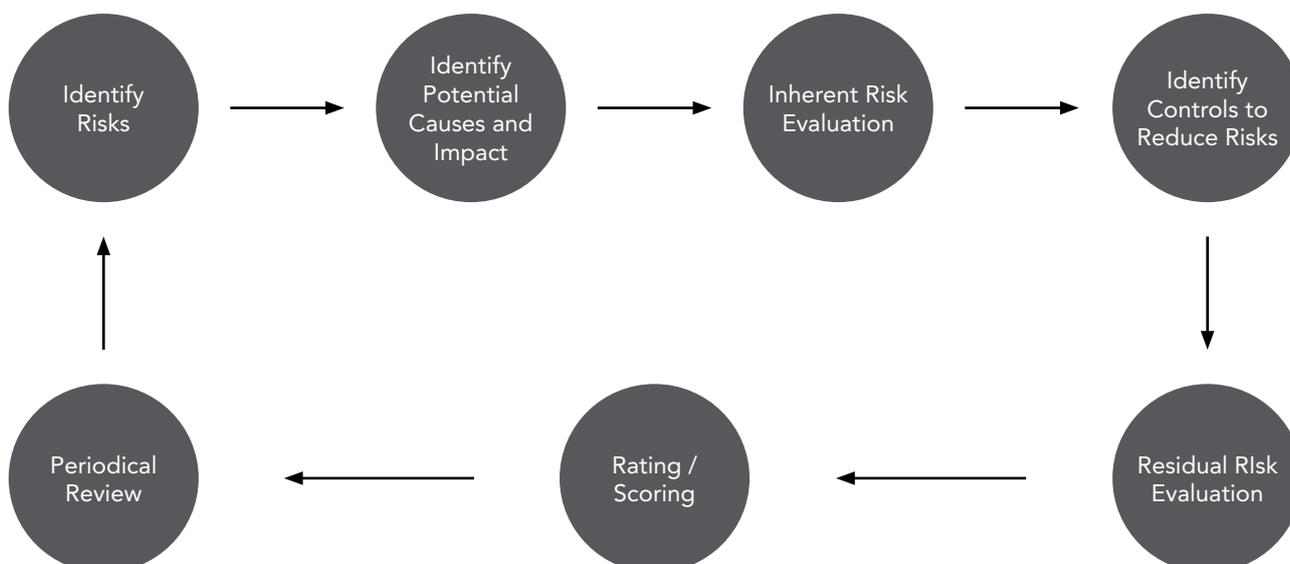 Identify
Risks
Identify
Potential
Causes and
Impact
Inherent Risk
Evaluation
Identify
Controls to
Reduce Risks
Residual RIsk
Evaluation
Rating /
Scoring
Periodical
Review